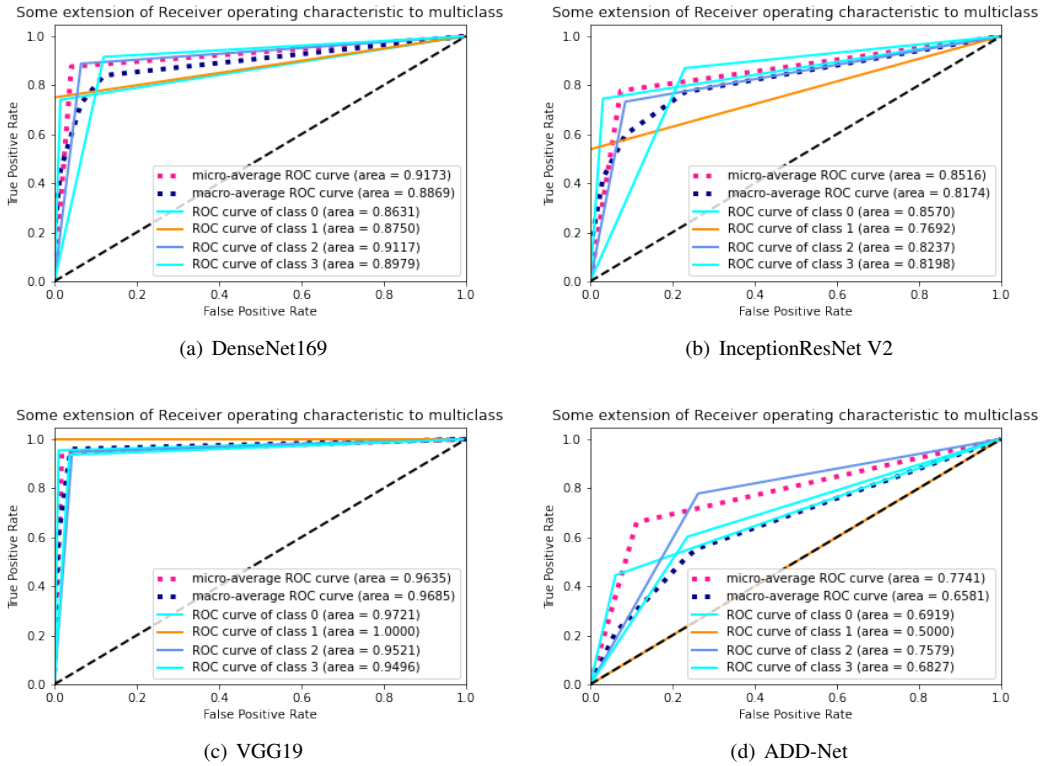 Some extension of Receiver operating characteristic to multiclass
1.0
0.8
0.6
0.4
0.2
0.0
True Positive Rate
micro-average ROC curve (area = 0.9173)
macro-average ROC curve (area = 0.8869)
ROC curve of class 0 (area = 0.8631)
ROC curve of class 1 (area = 0.8750)
ROC curve of class 2 (area = 0.9117)
ROC curve of class 3 (area = 0.8979)
0.0 0.2 0.4 0.6 0.8 1.0
False Positive Rate
(a) DenseNet169
Some extension of Receiver operating characteristic to multiclass
1.0
0.8
0.6
0.4
0.2
0.0
True Positive Rate
micro-average ROC curve (area = 0.8516)
macro-average ROC curve (area = 0.8174)
ROC curve of class 0 (area = 0.8570)
ROC curve of class 1 (area = 0.7692)
ROC curve of class 2 (area = 0.8237)
ROC curve of class 3 (area = 0.8198)
0.0 0.2 0.4 0.6 0.8 1.0
False Positive Rate
(b) InceptionResNet V2
Some extension of Receiver operating characteristic to multiclass
1.0
0.8
0.6
0.4
0.2
0.0
True Positive Rate
micro-average ROC curve (area = 0.9635)
macro-average ROC curve (area = 0.9685)
ROC curve of class 0 (area = 0.9721)
ROC curve of class 1 (area = 1.0000)
ROC curve of class 2 (area = 0.9521)
ROC curve of class 3 (area = 0.9496)
0.0 0.2 0.4 0.6 0.8 1.0
False Positive Rate
(c) VGG19
Some extension of Receiver operating characteristic to multiclass
1.0
0.8
0.6
0.4
0.2
0.0
True Positive Rate
micro-average ROC curve (area = 0.7741)
macro-average ROC curve (area = 0.6581)
ROC curve of class 0 (area = 0.6919)
ROC curve of class 1 (area = 0.5000)
ROC curve of class 2 (area = 0.7579)
ROC curve of class 3 (area = 0.6827)
0.0 0.2 0.4 0.6 0.8 1.0
False Positive Rate
(d) ADD-Net